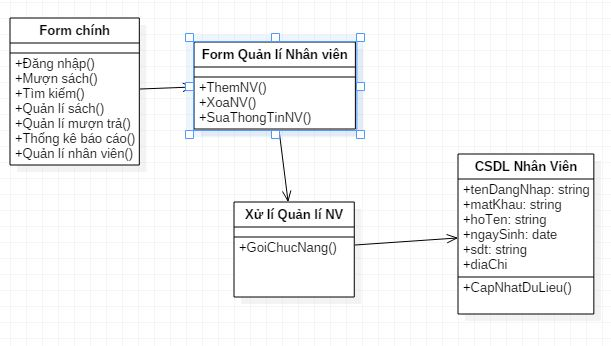 Form chính
+Đăng nhập()
+Mượn sách()
+Tìm kiếm()
+Quản lí sách()
+Quản lí mượn trả()
+Thống kê báo cáo()
+Quản lí nhân viên()
Form Quản lí Nhân viên
+ThemNV()
+XoaNV()
+SuaThongTinNV()
Xử lí Quản lí NV
+GoiChucNang()
CSDL Nhân Viên
+tenDangNhap: string
+matKhau: string
+hoTen: string
+ngaySinh: date
+sdt: string
+diaChi
+CapNhatDuLieu()